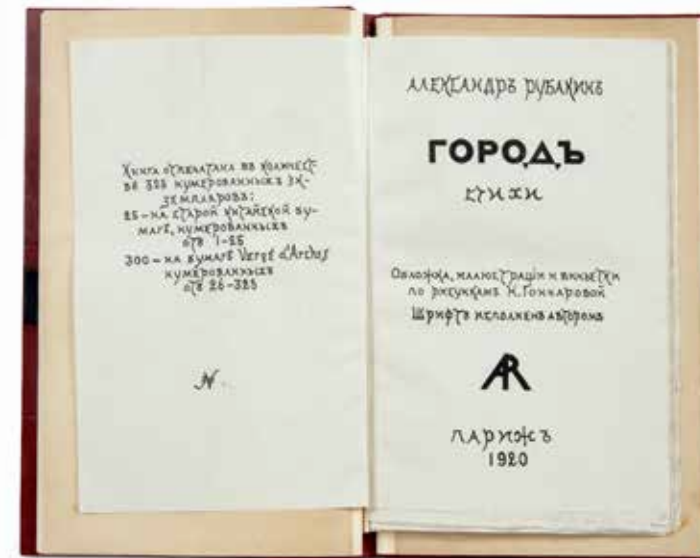 Книга отпечатана въ количест-
вѣ 325 нумерованныхъ эк-
земпляровъ:
25 – на старой китайской бу-
магѣ, нумерованныхъ
отъ 1–25
300 – на бумагѣ Vergé d'Arches
нумерованныхъ
отъ 26–325
№
АЛЕКСАНДРЪ РУБАКИНЪ
ГОРОДЪ
СТИХИ
Обложка, иллюстраціи и виньетки
по рисункамъ Н. Гончаровой
Шрифтъ исполненъ авторомъ
AR
ПАРИЖЪ
1920